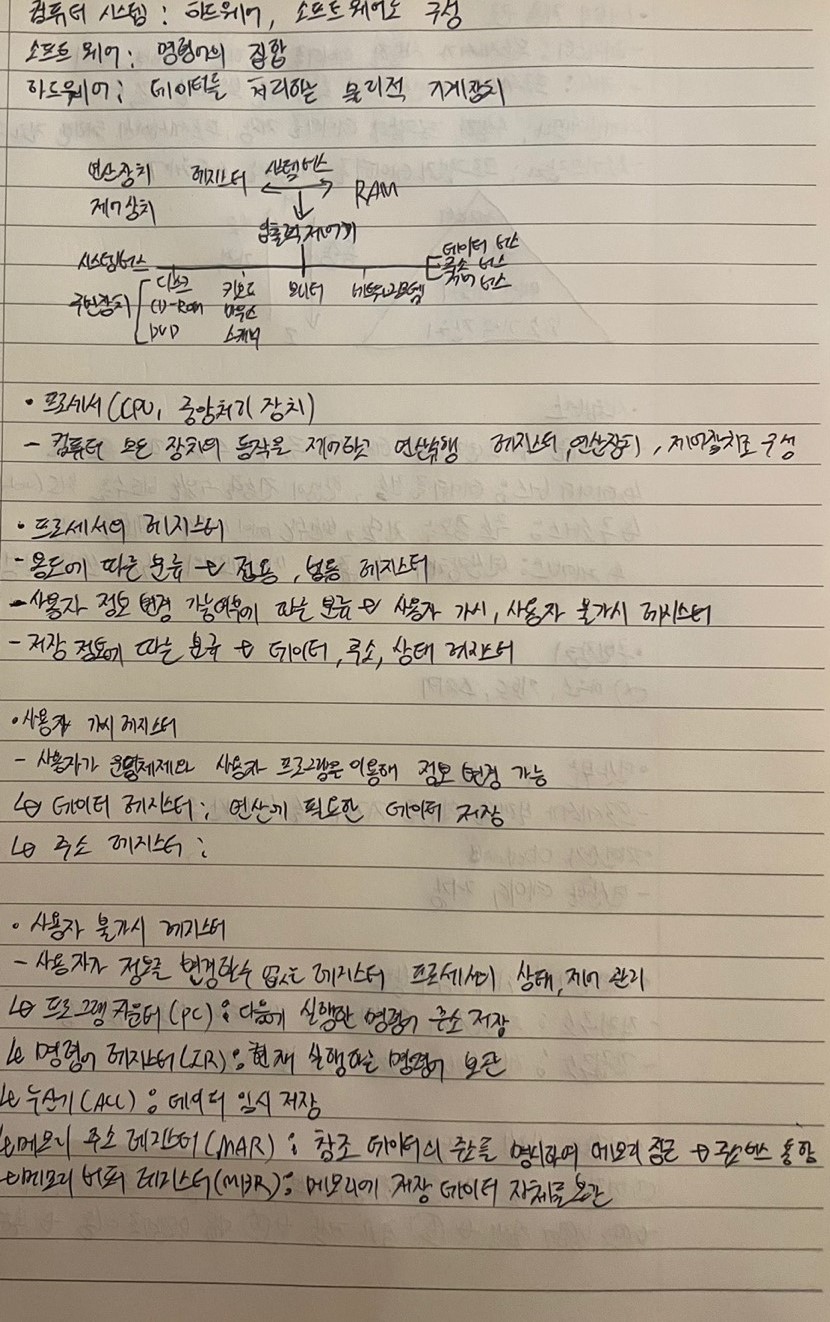 컴퓨터 시스템 : 하드웨어, 소프트웨어로 구성
소프트웨어 : 명령어의 집합
하드웨어 : 데이터를 처리하는 물리적 기계장치
연산장치 레지스터 시스템버스 RAM
제어장치
입출력제어기
시스템버스 데이터 버스
주소 버스
제어 버스
주변장치 디스크 키보드 모니터
CD-ROM 마우스
DVD 스캐너
• 프로세서(CPU, 중앙처리 장치)
- 컴퓨터 모든 장치의 동작을 제어하고 연산수행 레지스터, 연산장치, 제어장치로 구성
• 프로세서의 레지스터
- 용도에 따른 분류 → 전용, 범용 레지스터
- 사용자 정보 변경 가능여부에 따른 분류 → 사용자 가시, 사용자 불가시 레지스터
- 저장 정보에 따른 분류 → 데이터, 주소, 상태 레지스터
• 사용자 가시 레지스터
- 사용자가 운영체제와 사용자 프로그램을 이용해 정보 변경 가능
↳ 데이터 레지스터 : 연산에 필요한 데이터 저장
↳ 주소 레지스터 :
• 사용자 불가시 레지스터
- 사용자가 정보를 변경할수 없는 레지스터 프로세서의 상태, 제어 관리
↳ 프로그램 카운터(PC) : 다음에 실행할 명령어 주소 저장
↳ 명령어 레지스터(IR) : 현재 실행하는 명령어 보관
↳ 누산기(ACC) : 데이터 임시 저장
↳ 메모리 주소 레지스터(MAR) : 참조 데이터의 주소를 명시하여 메모리 접근 → 주소버스 통함
↳ 메모리 버퍼 레지스터(MBR) : 메모리에 저장 데이터 자체를 보관